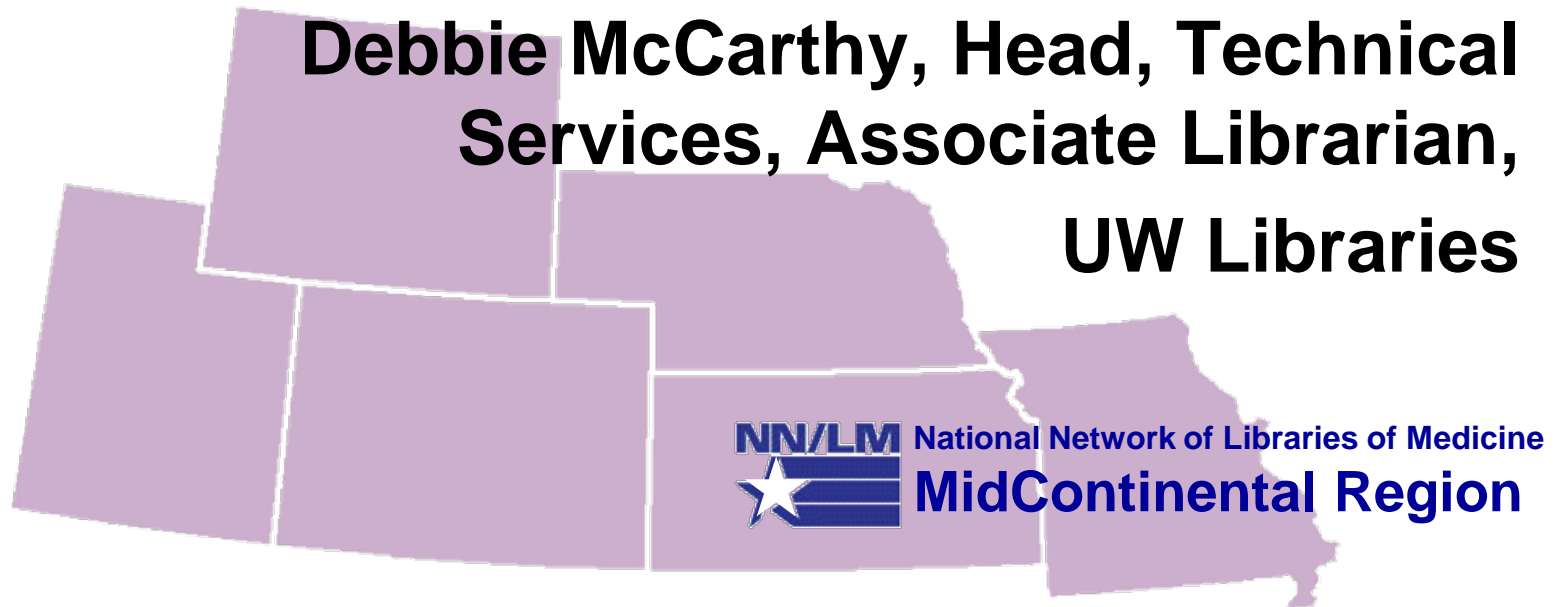 Debbie McCarthy, Head, Technical
Services, Associate Librarian,
UW Libraries
NN/LM National Network of Libraries of Medicine
MidContinental Region